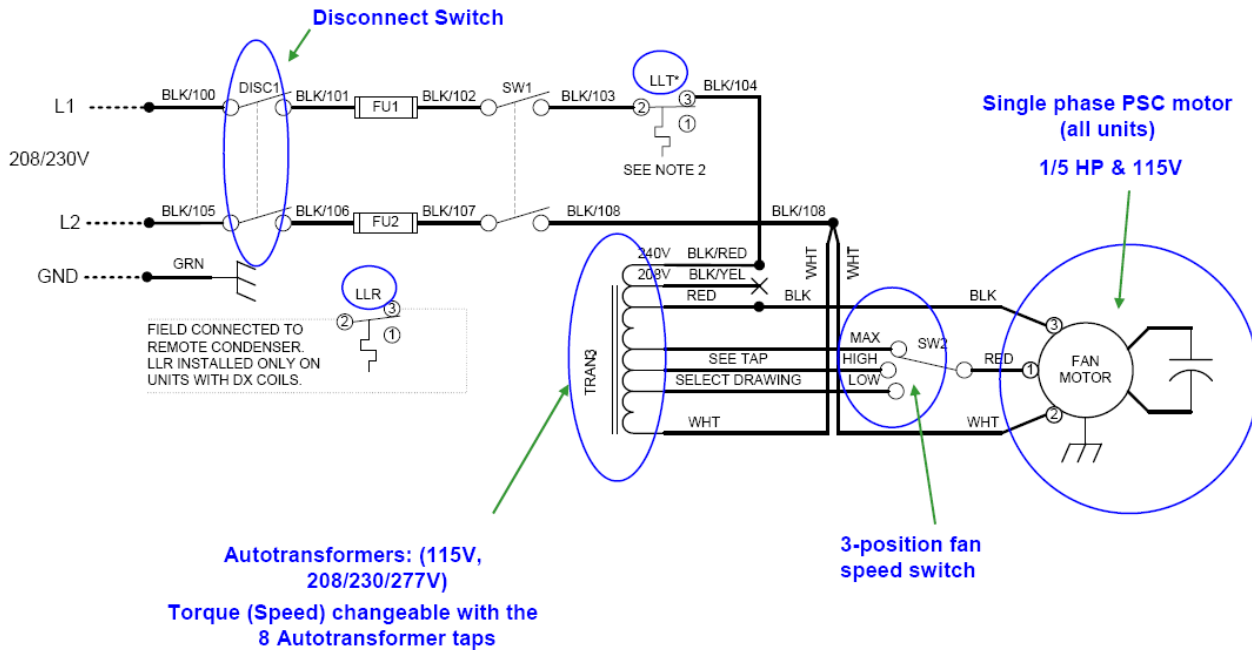 Disconnect Switch
L1
BLK/100
DISC1
BLK/101
FU1
BLK/102
SW1
BLK/103
LLT*
BLK/104
2
3
1
SEE NOTE 2
208/230V
L2
BLK/105
BLK/106
FU2
BLK/107
BLK/108
BLK/108
GND
GRN
LLR
2
3
1
FIELD CONNECTED TO
REMOTE CONDENSER.
LLR INSTALLED ONLY ON
UNITS WITH DX COILS.
240V
BLK/RED
208V
BLK/YEL
RED
BLK
WHT
WHT
BLK
TRAN3
MAX
SEE TAP
HIGH
SELECT DRAWING
LOW
WHT
SW2
RED
WHT
3
1
2
FAN
MOTOR
Single phase PSC motor
(all units)
1/5 HP & 115V
3-position fan
speed switch
Autotransformers: (115V,
208/230/277V)
Torque (Speed) changeable with the
8 Autotransformer taps